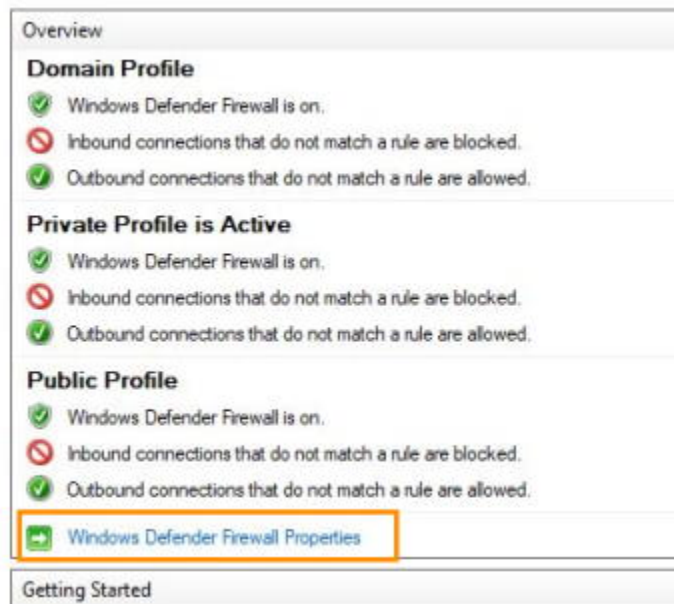 Overview
Domain Profile
Windows Defender Firewall is on.
Inbound connections that do not match a rule are blocked.
Outbound connections that do not match a rule are allowed.
Private Profile is Active
Windows Defender Firewall is on.
Inbound connections that do not match a rule are blocked.
Outbound connections that do not match a rule are allowed.
Public Profile
Windows Defender Firewall is on.
Inbound connections that do not match a rule are blocked.
Outbound connections that do not match a rule are allowed.
Windows Defender Firewall Properties
Getting Started